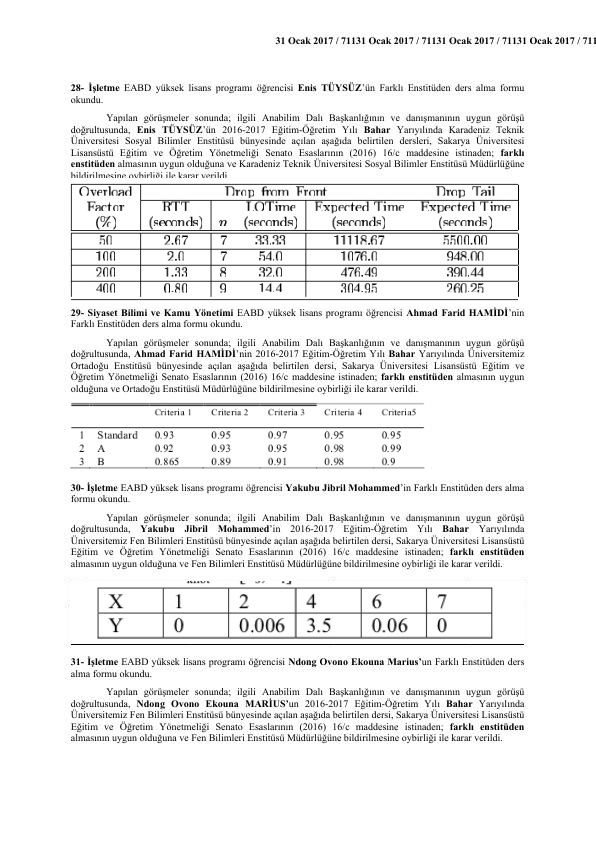 31 Ocak 2017 / 71131 Ocak 2017 / 71131 Ocak 2017 / 71131 Ocak 2017 / 711
28- İşletme EABD yüksek lisans programı öğrencisi Enis TÜYSÜZ'ün Farklı Enstitüden ders alma formu
okundu.
Yapılan görüşmeler sonunda; ilgili Anabilim Dalı Başkanlığının ve danışmanının uygun görüşü
doğrultusunda, Enis TÜYSÜZ'ün 2016-2017 Eğitim-Öğretim Yılı Bahar Yarıyılında Karadeniz Teknik
Üniversitesi Sosyal Bilimler Enstitüsü bünyesinde açılan aşağıda belirtilen dersleri, Sakarya Üniversitesi
Lisansüstü Eğitim ve Öğretim Yönetmeliği Senato Esaslarının (2016) 16/c maddesine istinaden; farklı
enstitüden almasının uygun olduğuna ve Karadeniz Teknik Üniversitesi Sosyal Bilimler Enstitüsü Müdürlüğüne
bildirilmesine oybirliği ile karar verildi.
Overload Drop from Front Drop Tail
Factor RTT LOTime Expected Time Expected Time
(%) (seconds) n (seconds) (seconds) (seconds)
50 2.67 7 33.33 11118.67 5500.00
100 2.0 7 54.0 1076.0 948.00
200 1.33 8 32.0 476.49 390.44
400 0.80 9 14.4 304.95 260.25
29- Siyaset Bilimi ve Kamu Yönetimi EABD yüksek lisans programı öğrencisi Ahmad Farid HAMİDİ'nin
Farklı Enstitüden ders alma formu okundu.
Yapılan görüşmeler sonunda; ilgili Anabilim Dalı Başkanlığının ve danışmanının uygun görüşü
doğrultusunda, Ahmad Farid HAMİDİ'nin 2016-2017 Eğitim-Öğretim Yılı Bahar Yarıyılında Üniversitemiz
Ortadoğu Enstitüsü bünyesinde açılan aşağıda belirtilen dersi, Sakarya Üniversitesi Lisansüstü Eğitim ve
Öğretim Yönetmeliği Senato Esaslarının (2016) 16/c maddesine istinaden; farklı enstitüden almasının uygun
olduğuna ve Ortadoğu Enstitüsü Müdürlüğüne bildirilmesine oybirliği ile karar verildi.
Criteria 1 Criteria 2 Criteria 3 Criteria 4 Criteria5
1 Standard 0.93 0.95 0.97 0.95 0.95
2 A 0.92 0.93 0.95 0.98 0.99
3 B 0.865 0.89 0.91 0.98 0.9
30- İşletme EABD yüksek lisans programı öğrencisi Yakubu Jibril Mohammed'in Farklı Enstitüden ders alma
formu okundu.
Yapılan görüşmeler sonunda; ilgili Anabilim Dalı Başkanlığının ve danışmanının uygun görüşü
doğrultusunda, Yakubu Jibril Mohammed'in 2016-2017 Eğitim-Öğretim Yılı Bahar Yarıyılında
Üniversitemiz Fen Bilimleri Enstitüsü bünyesinde açılan aşağıda belirtilen dersi, Sakarya Üniversitesi Lisansüstü
Eğitim ve Öğretim Yönetmeliği Senato Esaslarının (2016) 16/c maddesine istinaden; farklı enstitüden
almasının uygun olduğuna ve Fen Bilimleri Enstitüsü Müdürlüğüne bildirilmesine oybirliği ile karar verildi.
X 1 2 4 6 7
Y 0 0.006 3.5 0.06 0
31- İşletme EABD yüksek lisans programı öğrencisi Ndong Ovono Ekouna Marius'un Farklı Enstitüden ders
alma formu okundu.
Yapılan görüşmeler sonunda; ilgili Anabilim Dalı Başkanlığının ve danışmanının uygun görüşü
doğrultusunda, Ndong Ovono Ekouna MARİUS'un 2016-2017 Eğitim-Öğretim Yılı Bahar Yarıyılında
Üniversitemiz Fen Bilimleri Enstitüsü bünyesinde açılan aşağıda belirtilen dersi, Sakarya Üniversitesi Lisansüstü
Eğitim ve Öğretim Yönetmeliği Senato Esaslarının (2016) 16/c maddesine istinaden; farklı enstitüden
almasının uygun olduğuna ve Fen Bilimleri Enstitüsü Müdürlüğüne bildirilmesine oybirliği ile karar verildi.